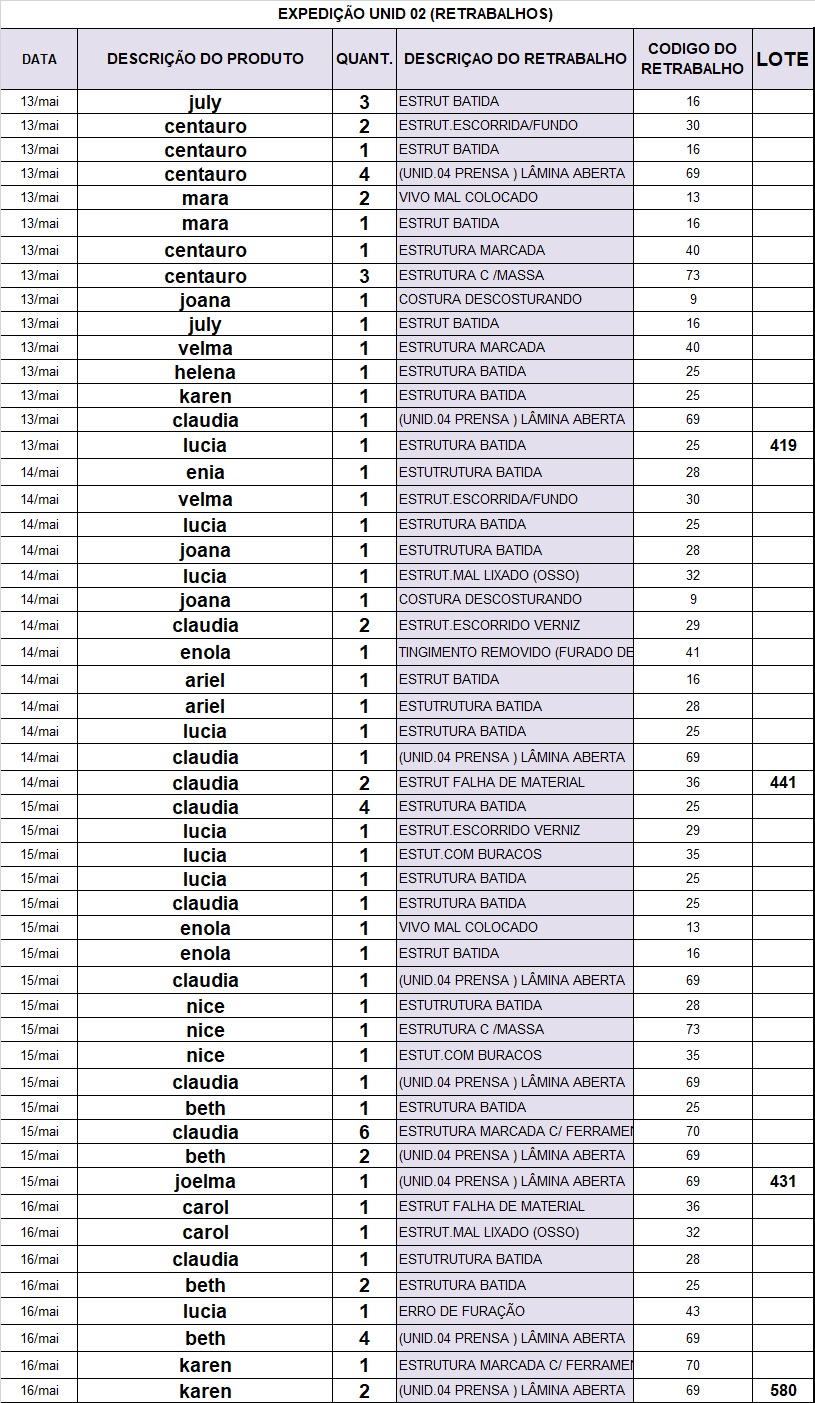 EXPEDIÇÃO UNID 02 (RETRABALHOS)
DATA DESCRIÇÃO DO PRODUTO QUANT. DESCRIÇAO DO RETRABALHO CODIGO DO RETRABALHO LOTE
13/mai july 3 ESTRUT BATIDA 16
13/mai centauro 2 ESTRUT.ESCORRIDA/FUNDO 30
13/mai centauro 1 ESTRUT BATIDA 16
13/mai centauro 4 (UNID.04 PRENSA ) LÂMINA ABERTA 69
13/mai mara 2 VIVO MAL COLOCADO 13
13/mai mara 1 ESTRUT BATIDA 16
13/mai centauro 1 ESTRUTURA MARCADA 40
13/mai centauro 3 ESTRUTURA C /MASSA 73
13/mai joana 1 COSTURA DESCOSTURANDO 9
13/mai july 1 ESTRUT BATIDA 16
13/mai velma 1 ESTRUTURA MARCADA 40
13/mai helena 1 ESTRUTURA BATIDA 25
13/mai karen 1 ESTRUTURA BATIDA 25
13/mai claudia 1 (UNID.04 PRENSA ) LÂMINA ABERTA 69
13/mai lucia 1 ESTRUTURA BATIDA 25 419
14/mai enia 1 ESTUTRUTURA BATIDA 28
14/mai velma 1 ESTRUT.ESCORRIDA/FUNDO 30
14/mai lucia 1 ESTRUTURA BATIDA 25
14/mai joana 1 ESTUTRUTURA BATIDA 28
14/mai lucia 1 ESTRUT.MAL LIXADO (OSSO) 32
14/mai joana 1 COSTURA DESCOSTURANDO 9
14/mai claudia 2 ESTRUT.ESCORRIDO VERNIZ 29
14/mai enola 1 TINGIMENTO REMOVIDO (FURADO DE 41
14/mai ariel 1 ESTRUT BATIDA 16
14/mai ariel 1 ESTUTRUTURA BATIDA 28
14/mai lucia 1 ESTRUTURA BATIDA 25
14/mai claudia 1 (UNID.04 PRENSA ) LÂMINA ABERTA 69
14/mai claudia 2 ESTRUT FALHA DE MATERIAL 36 441
15/mai claudia 4 ESTRUTURA BATIDA 25
15/mai lucia 1 ESTRUT.ESCORRIDO VERNIZ 29
15/mai lucia 1 ESTUT.COM BURACOS 35
15/mai lucia 1 ESTRUTURA BATIDA 25
15/mai claudia 1 ESTRUTURA BATIDA 25
15/mai enola 1 VIVO MAL COLOCADO 13
15/mai enola 1 ESTRUT BATIDA 16
15/mai claudia 1 (UNID.04 PRENSA ) LÂMINA ABERTA 69
15/mai nice 1 ESTUTRUTURA BATIDA 28
15/mai nice 1 ESTRUTURA C /MASSA 73
15/mai nice 1 ESTUT.COM BURACOS 35
15/mai claudia 1 (UNID.04 PRENSA ) LÂMINA ABERTA 69
15/mai beth 1 ESTRUTURA BATIDA 25
15/mai claudia 6 ESTRUTURA MARCADA C/ FERRAMEN 70
15/mai beth 2 (UNID.04 PRENSA ) LÂMINA ABERTA 69
15/mai joelma 1 (UNID.04 PRENSA ) LÂMINA ABERTA 69 431
16/mai carol 1 ESTRUT FALHA DE MATERIAL 36
16/mai carol 1 ESTRUT.MAL LIXADO (OSSO) 32
16/mai claudia 1 ESTUTRUTURA BATIDA 28
16/mai beth 2 ESTRUTURA BATIDA 25
16/mai lucia 1 ERRO DE FURAÇÃO 43
16/mai beth 4 (UNID.04 PRENSA ) LÂMINA ABERTA 69
16/mai karen 1 ESTRUTURA MARCADA C/ FERRAMEN 70
16/mai karen 2 (UNID.04 PRENSA ) LÂMINA ABERTA 69 580